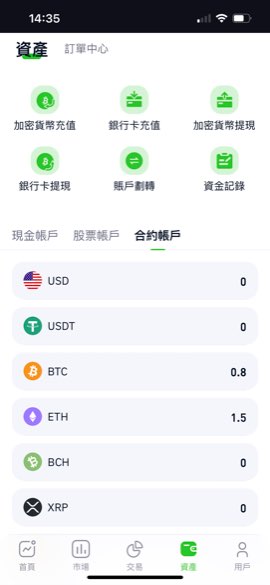 14:35
資產 訂單中心
加密貨幣充值 銀行卡充值 加密貨幣提現
銀行卡提現 賬戶劃轉 資金記錄
現金帳戶 股票帳戶 合約帳戶
USD 0
USDT 0
BTC 0.8
ETH 1.5
BCH 0
XRP 0
首頁 市場 交易 資產 用戶